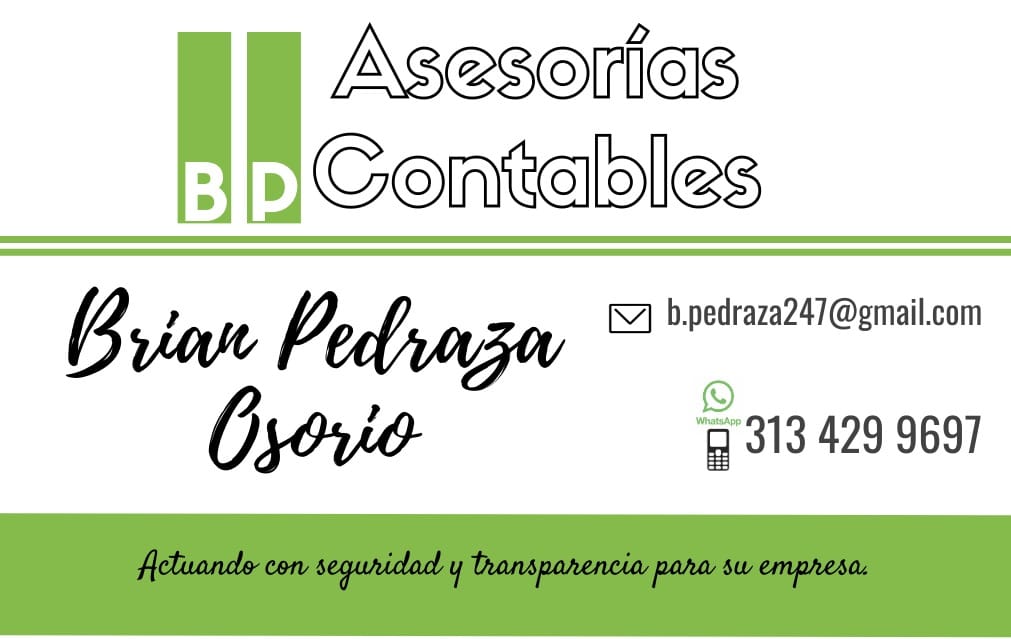 BP
Asesorías
Contables
Brian Pedraza
Osorio
b.pedraza247@gmail.com
WhatsApp
313 429 9697
Actuando con seguridad y transparencia para su empresa.